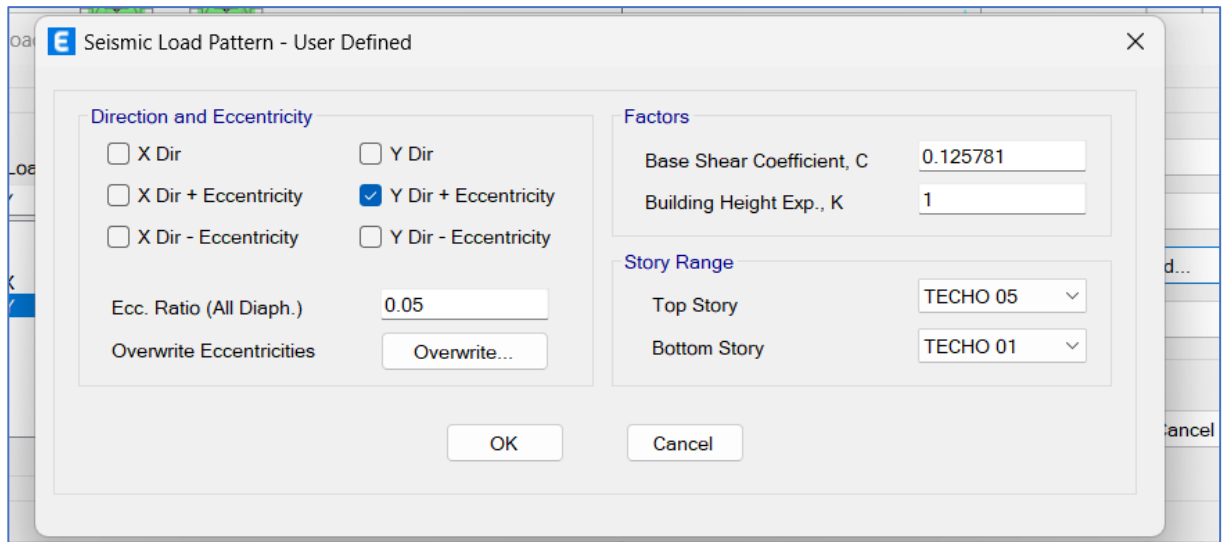 Seismic Load Pattern - User Defined
Direction and Eccentricity
X Dir
Y Dir
X Dir + Eccentricity
Y Dir + Eccentricity
X Dir - Eccentricity
Y Dir - Eccentricity
Ecc. Ratio (All Diaph.)
0.05
Overwrite Eccentricities
Overwrite...
Factors
Base Shear Coefficient, C
0.125781
Building Height Exp., K
1
Story Range
Top Story
TECHO 05
Bottom Story
TECHO 01
OK
Cancel